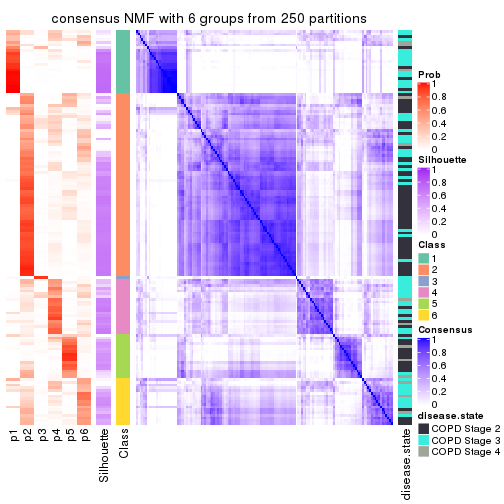 consensus NMF with 6 groups from 250 partitions
Prob
1
0.8
0.6
0.4
0.2
0
Silhouette
1
0.8
0.6
0.4
0.2
0
Class
1
2
3
4
5
6
Consensus
1
0.8
0.6
0.4
0.2
0
disease.state
COPD Stage 2
COPD Stage 3
COPD Stage 4
p1
p2
p3
p4
p5
p6
Silhouette
Class
disease.state